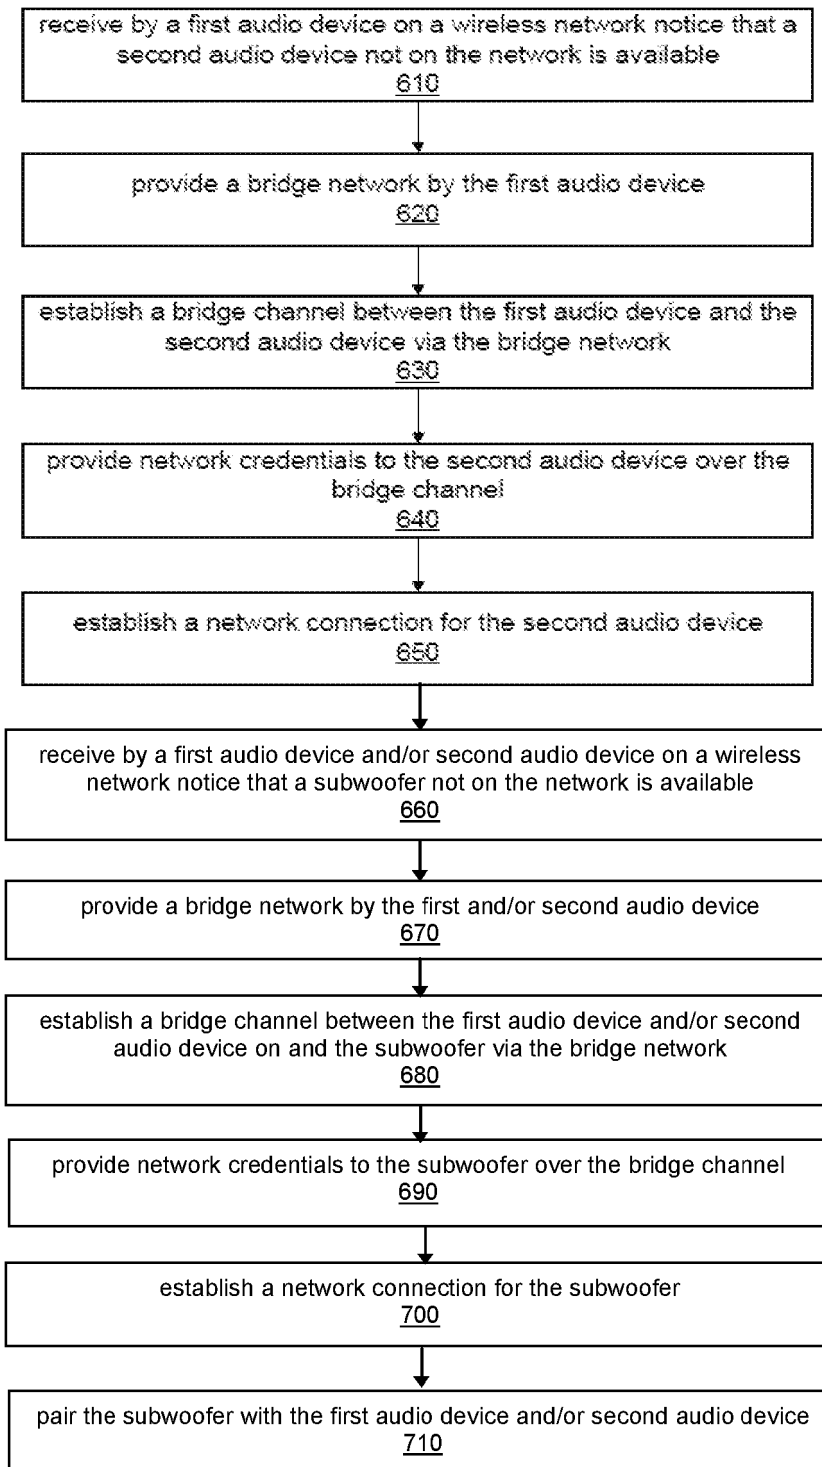 receive by a first audio device on a wireless network notice that a
second audio device not on the network is available
610
provide a bridge network by the first audio device
620
establish a bridge channel between the first audio device and the
second audio device via the bridge network
630
provide network credentials to the second audio device over the
bridge channel
640
establish a network connection for the second audio device
650
receive by a first audio device and/or second audio device on a wireless
network notice that a subwoofer not on the network is available
660
provide a bridge network by the first and/or second audio device
670
establish a bridge channel between the first audio device and/or second
audio device on and the subwoofer via the bridge network
680
provide network credentials to the subwoofer over the bridge channel
690
establish a network connection for the subwoofer
700
pair the subwoofer with the first audio device and/or second audio device
710